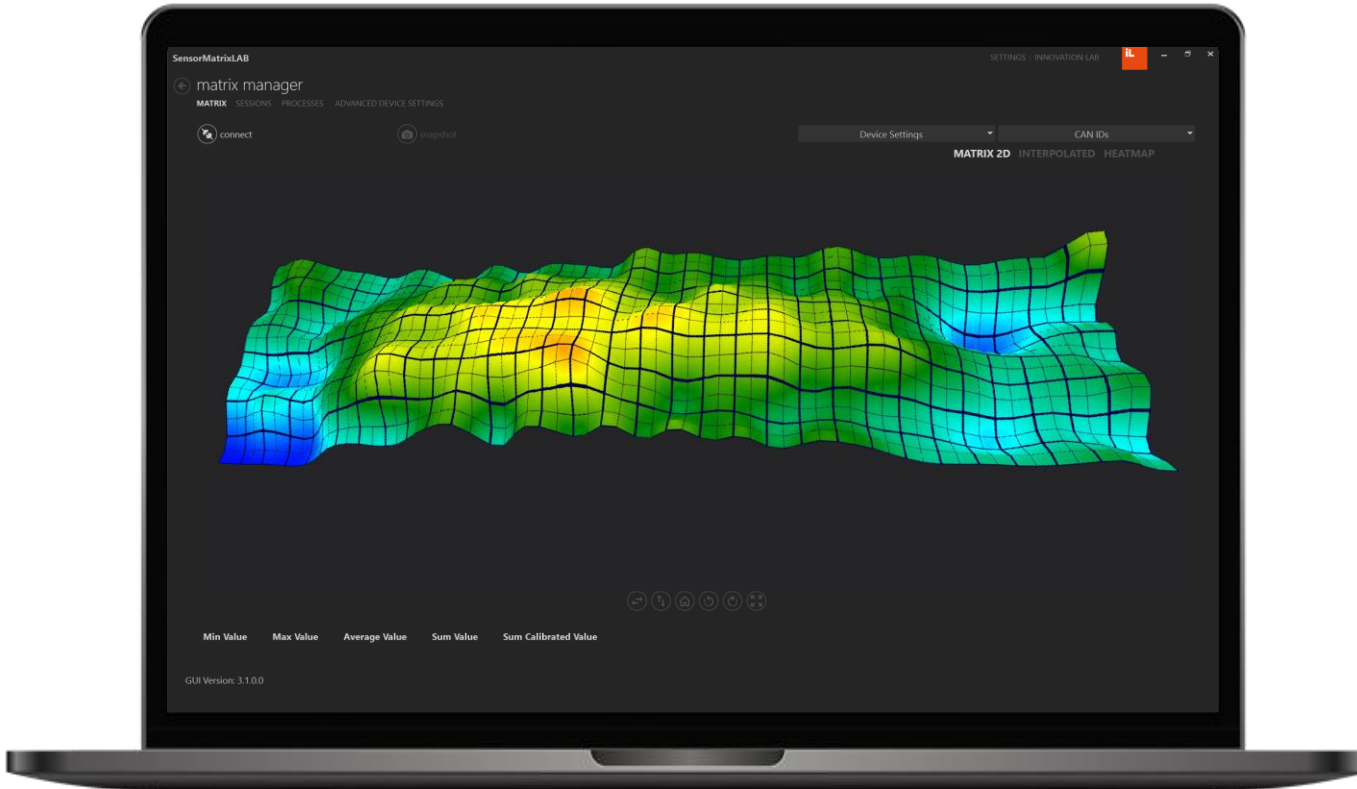 SensorMatrixLAB
SETTINGS INNOVATION LAB
iL
matrix manager
MATRIX SESSIONS PROCESSES ADVANCED DEVICE SETTINGS
connect
snapshot
Device Settings
CAN IDs
MATRIX 2D INTERPOLATED HEATMAP
Min Value Max Value Average Value Sum Value Sum Calibrated Value
GUI Version: 3.1.0.0